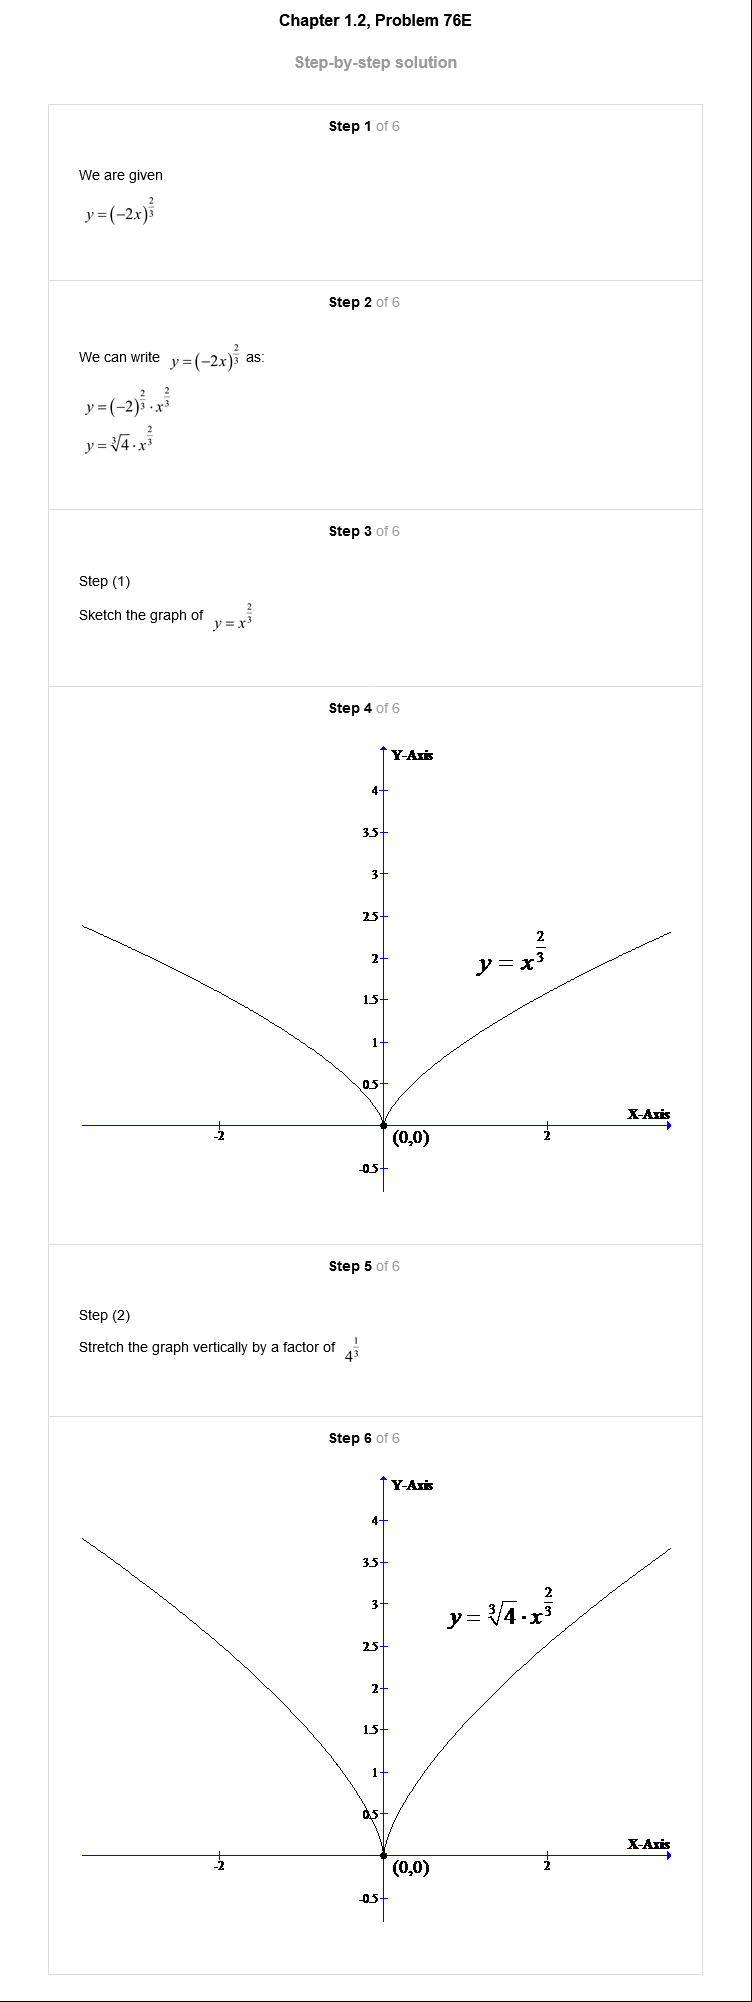 Chapter 1.2, Problem 76E
Step-by-step solution
Step 1 of 6
We are given
y = (−2x)^{2/3}
Step 2 of 6
We can write y = (−2x)^{2/3} as:
y = (−2)^{2/3} · x^{2/3}
y = ∛4 · x^{2/3}
Step 3 of 6
Step (1)
Sketch the graph of y = x^{2/3}
Step 4 of 6
Y-Axis
4
3.5
3
2.5
y = x^{2/3}
2
1.5
1
0.5
X-Axis
-2
(0,0)
2
-0.5
Step 5 of 6
Step (2)
Stretch the graph vertically by a factor of 4^{1/3}
Step 6 of 6
Y-Axis
4
3.5
3
y = ∛4 · x^{2/3}
2.5
2
1.5
1
0.5
X-Axis
-2
(0,0)
2
-0.5